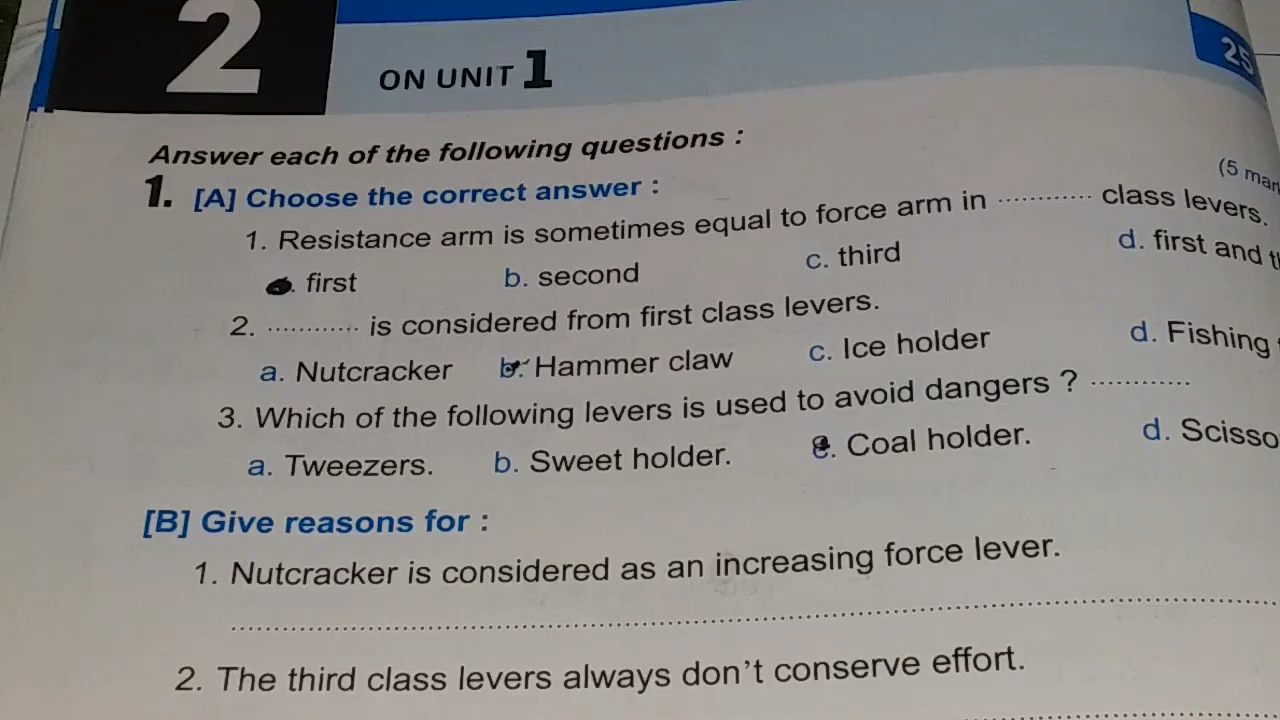 2
ON UNIT 1
25
Answer each of the following questions :
(5
1. [A] Choose the correct answer :
1. Resistance arm is sometimes equal to force arm in ............ class levers.
first b. second c. third d. first and
2. ............ is considered from first class levers.
a. Nutcracker b. Hammer claw c. Ice holder d. Fishing
3. Which of the following levers is used to avoid dangers ? ............
a. Tweezers. b. Sweet holder. c. Coal holder. d.
[B] Give reasons for :
1. Nutcracker is considered as an increasing force lever.
2. The third class levers always don't conserve effort.